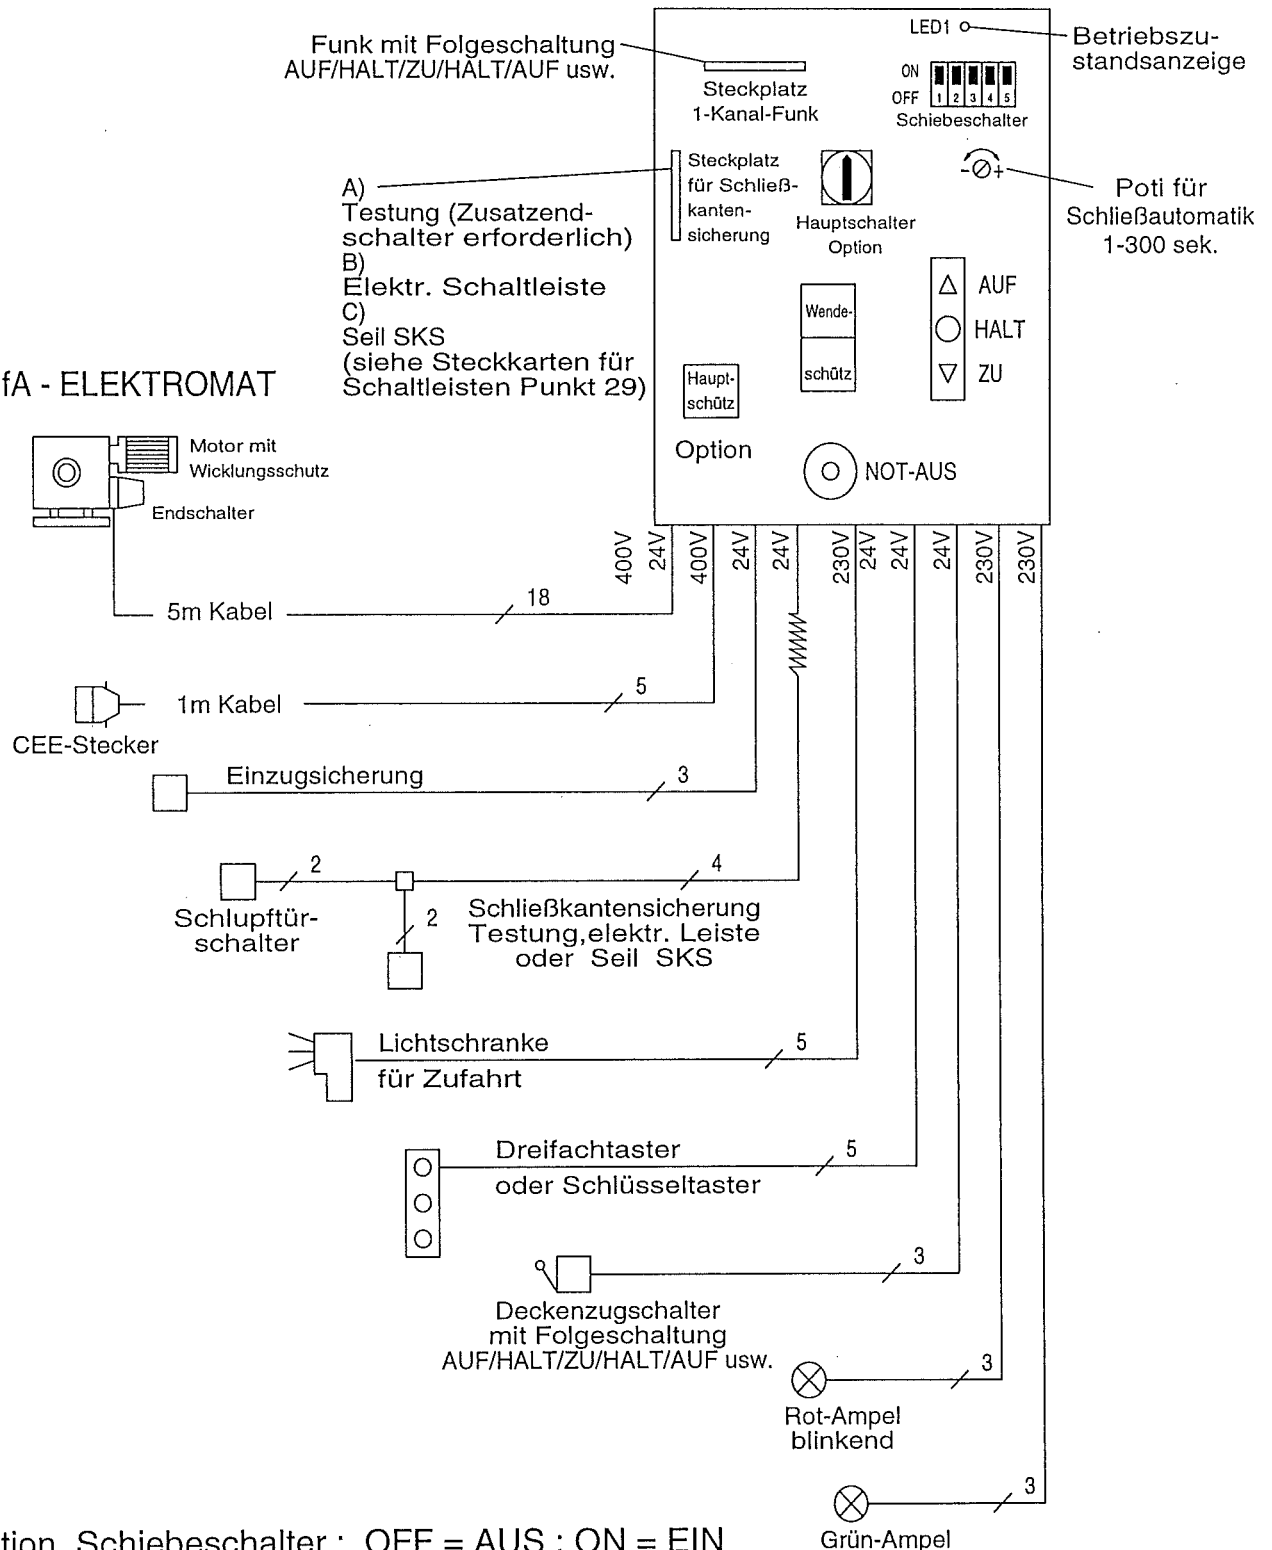 LED1
Betriebszu-
standsanzeige
Funk mit Folgeschaltung
AUF/HALT/ZU/HALT/AUF usw.
Steckplatz
1-Kanal-Funk
ON
OFF
1 2 3 4 5
Schiebeschalter
A)
Testung (Zusatzend-
schalter erforderlich)
B)
Elektr. Schaltleiste
C)
Seil SKS
(siehe Steckkarten für
Schaltleisten Punkt 29)
Steckplatz
für Schließ-
kanten-
sicherung
Hauptschalter
Option
- +
Poti für
Schließautomatik
1-300 sek.
AUF
HALT
ZU
Wende-
schütz
Haupt-
schütz
Option
NOT-AUS
fA - ELEKTROMAT
Motor mit
Wicklungsschutz
Endschalter
400V
24V
400V
24V
24V
230V
24V
24V
24V
230V
230V
5m Kabel
18
1m Kabel
5
CEE-Stecker
Einzugsicherung
3
2
4
Schlupftür-
schalter
2
Schließkantensicherung
Testung,elektr. Leiste
oder Seil SKS
Lichtschranke
für Zufahrt
5
Dreifachtaster
oder Schlüsseltaster
5
3
Deckenzugschalter
mit Folgeschaltung
AUF/HALT/ZU/HALT/AUF usw.
3
Rot-Ampel
blinkend
3
Grün-Ampel
tion Schiebeschalter : OFF = AUS ; ON = EIN